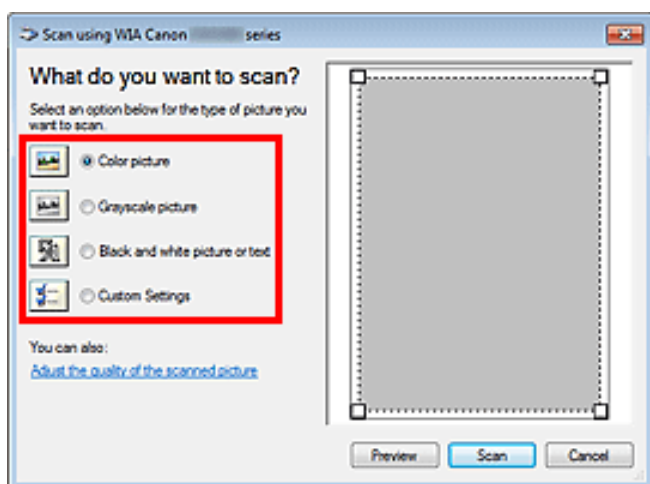 Scan using WIA Canon series
What do you want to scan?
Select an option below for the type of picture you
want to scan.
Color picture
Grayscale picture
Black and white picture or text
Custom Settings
You can also:
Adjust the quality of the scanned picture
Preview
Scan
Cancel